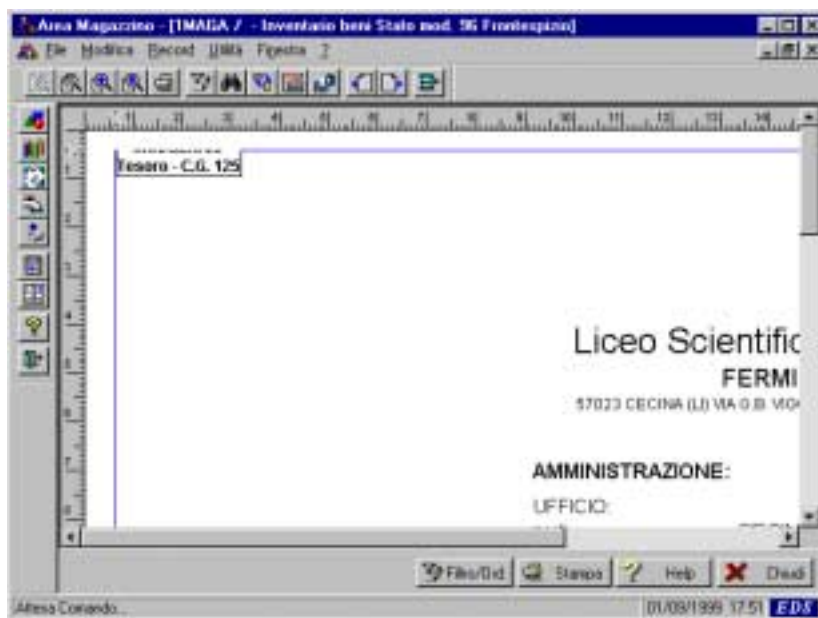 Area Magazzino - [1MAGA 7 - Inventario beni Stato mod. 96 Frontespizio]
File Modifica Record Utilità Finestra ?
Tesoro - C.G. 125
Liceo Scientific
FERMI
57023 CECINA (LI) VIA G.B. VIC
AMMINISTRAZIONE:
UFFICIO:
Filtro/Ord Stampa Help Chiudi
Attesa Comando... 01/09/1999 17:51 EDS